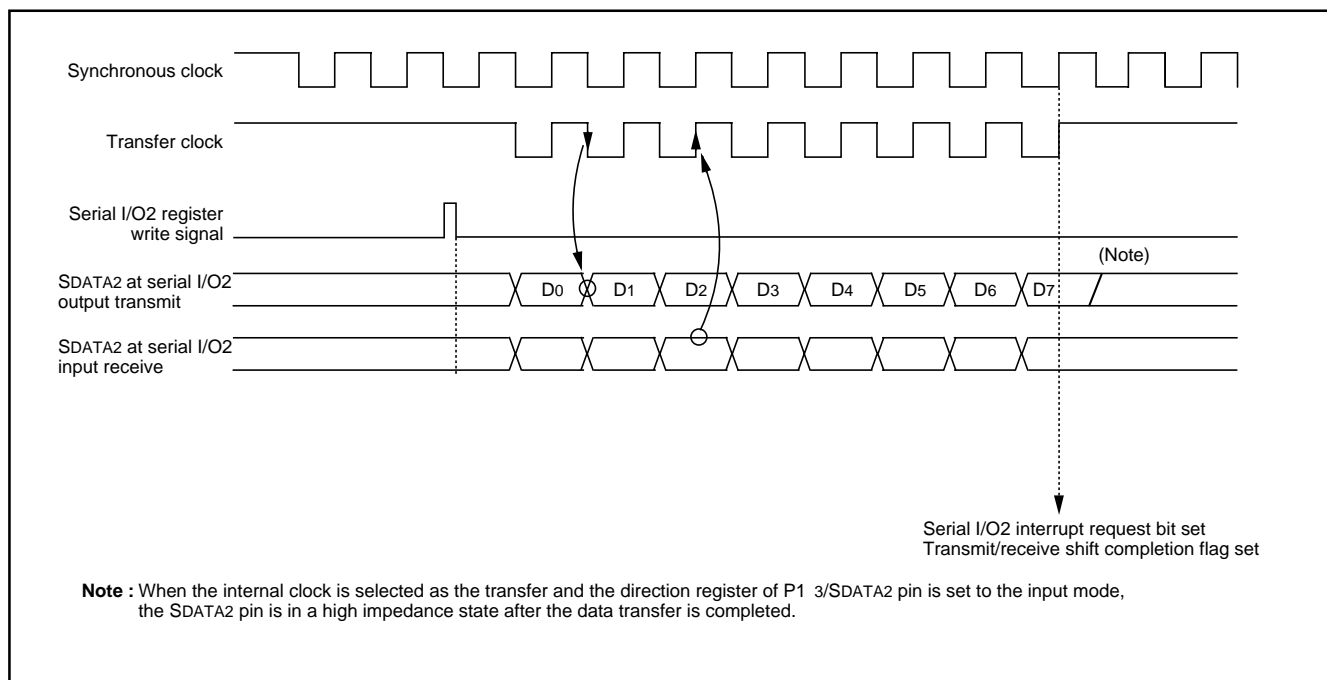 Synchronous clock
Transfer clock
Serial I/O2 register
write signal
(Note)
SDATA2 at serial I/O2
output transmit
D0 D1 D2 D3 D4 D5 D6 D7
SDATA2 at serial I/O2
input receive
Serial I/O2 interrupt request bit set
Transmit/receive shift completion flag set
Note : When the internal clock is selected as the transfer and the direction register of P1 3/SDATA2 pin is set to the input mode,
the SDATA2 pin is in a high impedance state after the data transfer is completed.